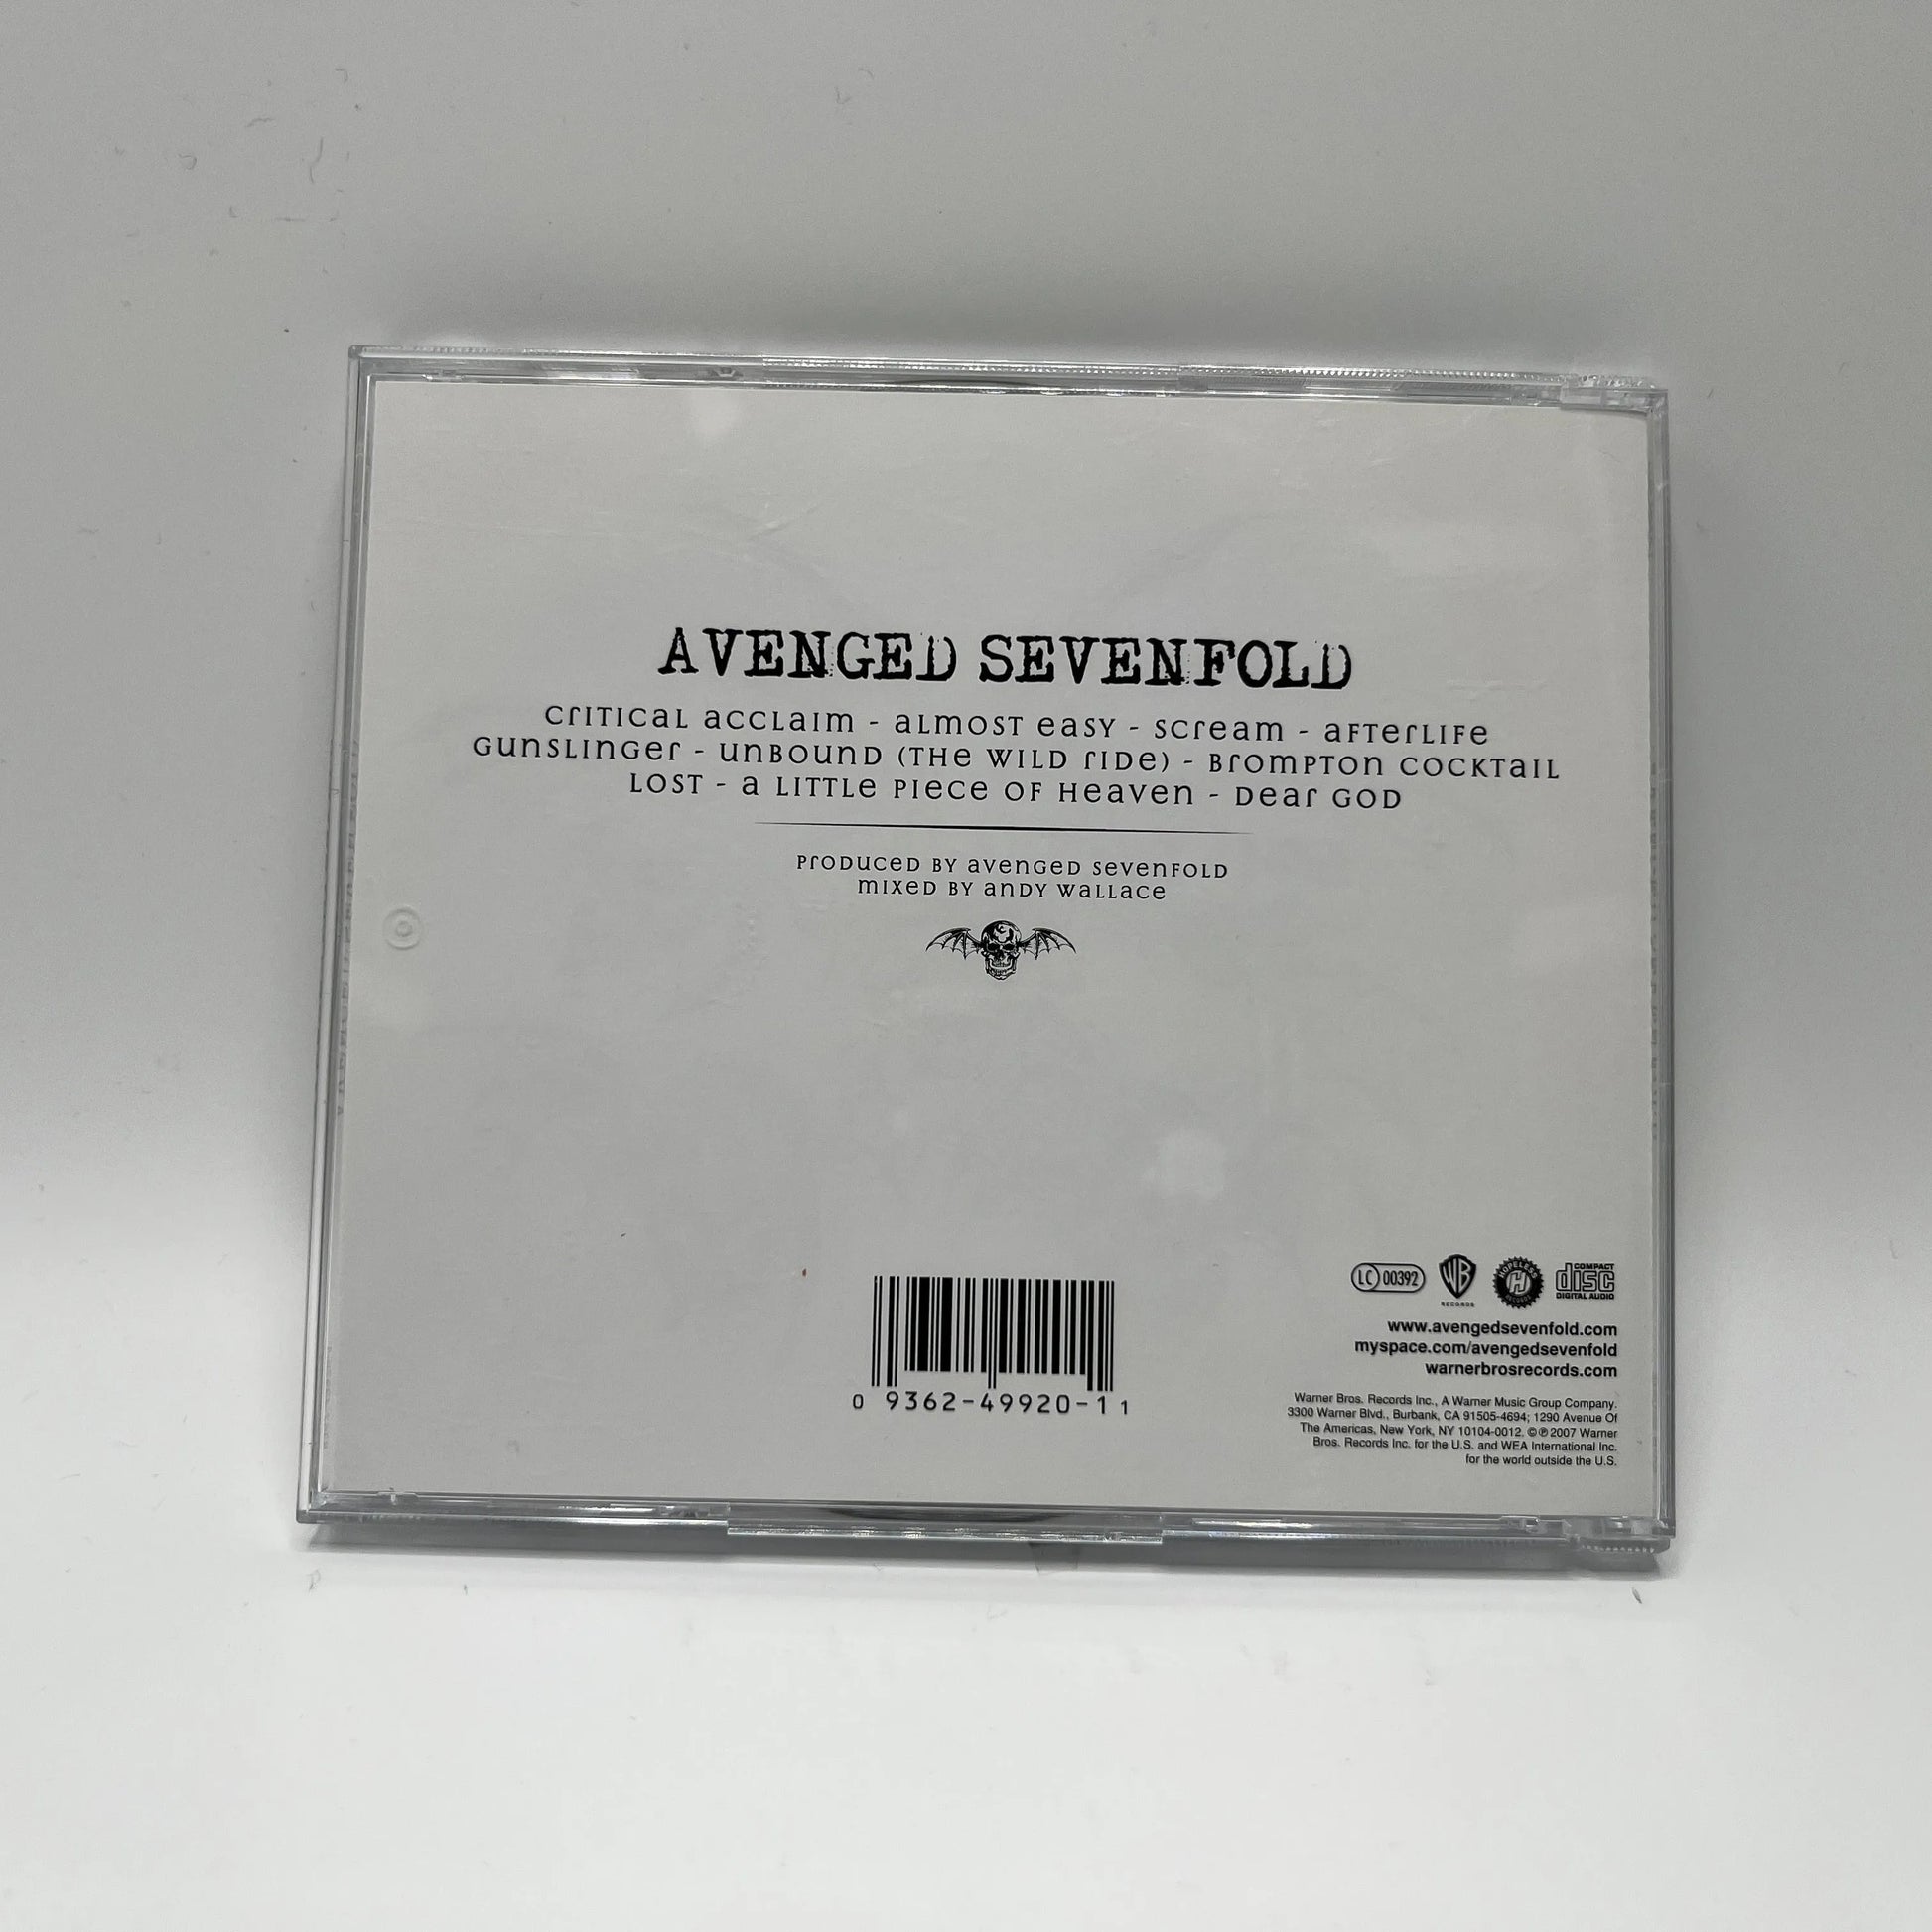 AVENGED SEVENFOLD
CRITICAL ACCLAIM - ALMOST EASY - SCREAM - AFTERLIFE
GUNSLINGER - UNBOUND (THE WILD RIDE) - BROMPTON COCKTAIL
LOST - A LITTLE PIECE OF HEAVEN - DEAR GOD
PRODUCED BY AVENGED SEVENFOLD
MIXED BY ANDY WALLACE
LC 00392 WB RECORDS HOPELESS H RECORDS COMPACT disc DIGITAL AUDIO
www.avengedsevenfold.com
myspace.com/avengedsevenfold
warnerbrosrecords.com
0 9362-49920-1 1
Warner Bros. Records Inc., A Warner Music Group Company.
3300 Warner Blvd., Burbank, CA 91505-4694; 1290 Avenue Of
The Americas, New York, NY 10104-0012. ©℗2007 Warner
Bros. Records Inc. for the U.S. and WEA International Inc.
for the world outside the U.S.